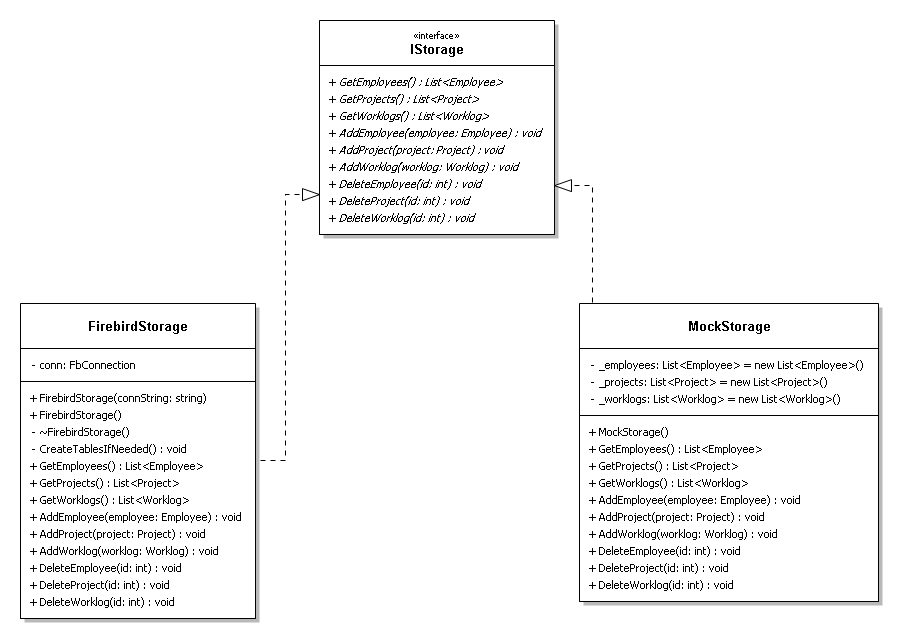 «interface»
IStorage
+ GetEmployees() : List<Employee>
+ GetProjects() : List<Project>
+ GetWorklogs() : List<Worklog>
+ AddEmployee(employee: Employee) : void
+ AddProject(project: Project) : void
+ AddWorklog(worklog: Worklog) : void
+ DeleteEmployee(id: int) : void
+ DeleteProject(id: int) : void
+ DeleteWorklog(id: int) : void
FirebirdStorage
- conn: FbConnection
+ FirebirdStorage(connString: string)
+ FirebirdStorage()
- ~FirebirdStorage()
- CreateTablesIfNeeded() : void
+ GetEmployees() : List<Employee>
+ GetProjects() : List<Project>
+ GetWorklogs() : List<Worklog>
+ AddEmployee(employee: Employee) : void
+ AddProject(project: Project) : void
+ AddWorklog(worklog: Worklog) : void
+ DeleteEmployee(id: int) : void
+ DeleteProject(id: int) : void
+ DeleteWorklog(id: int) : void
MockStorage
- _employees: List<Employee> = new List<Employee>()
- _projects: List<Project> = new List<Project>()
- _worklogs: List<Worklog> = new List<Worklog>()
+ MockStorage()
+ GetEmployees() : List<Employee>
+ GetProjects() : List<Project>
+ GetWorklogs() : List<Worklog>
+ AddEmployee(employee: Employee) : void
+ AddProject(project: Project) : void
+ AddWorklog(worklog: Worklog) : void
+ DeleteEmployee(id: int) : void
+ DeleteProject(id: int) : void
+ DeleteWorklog(id: int) : void